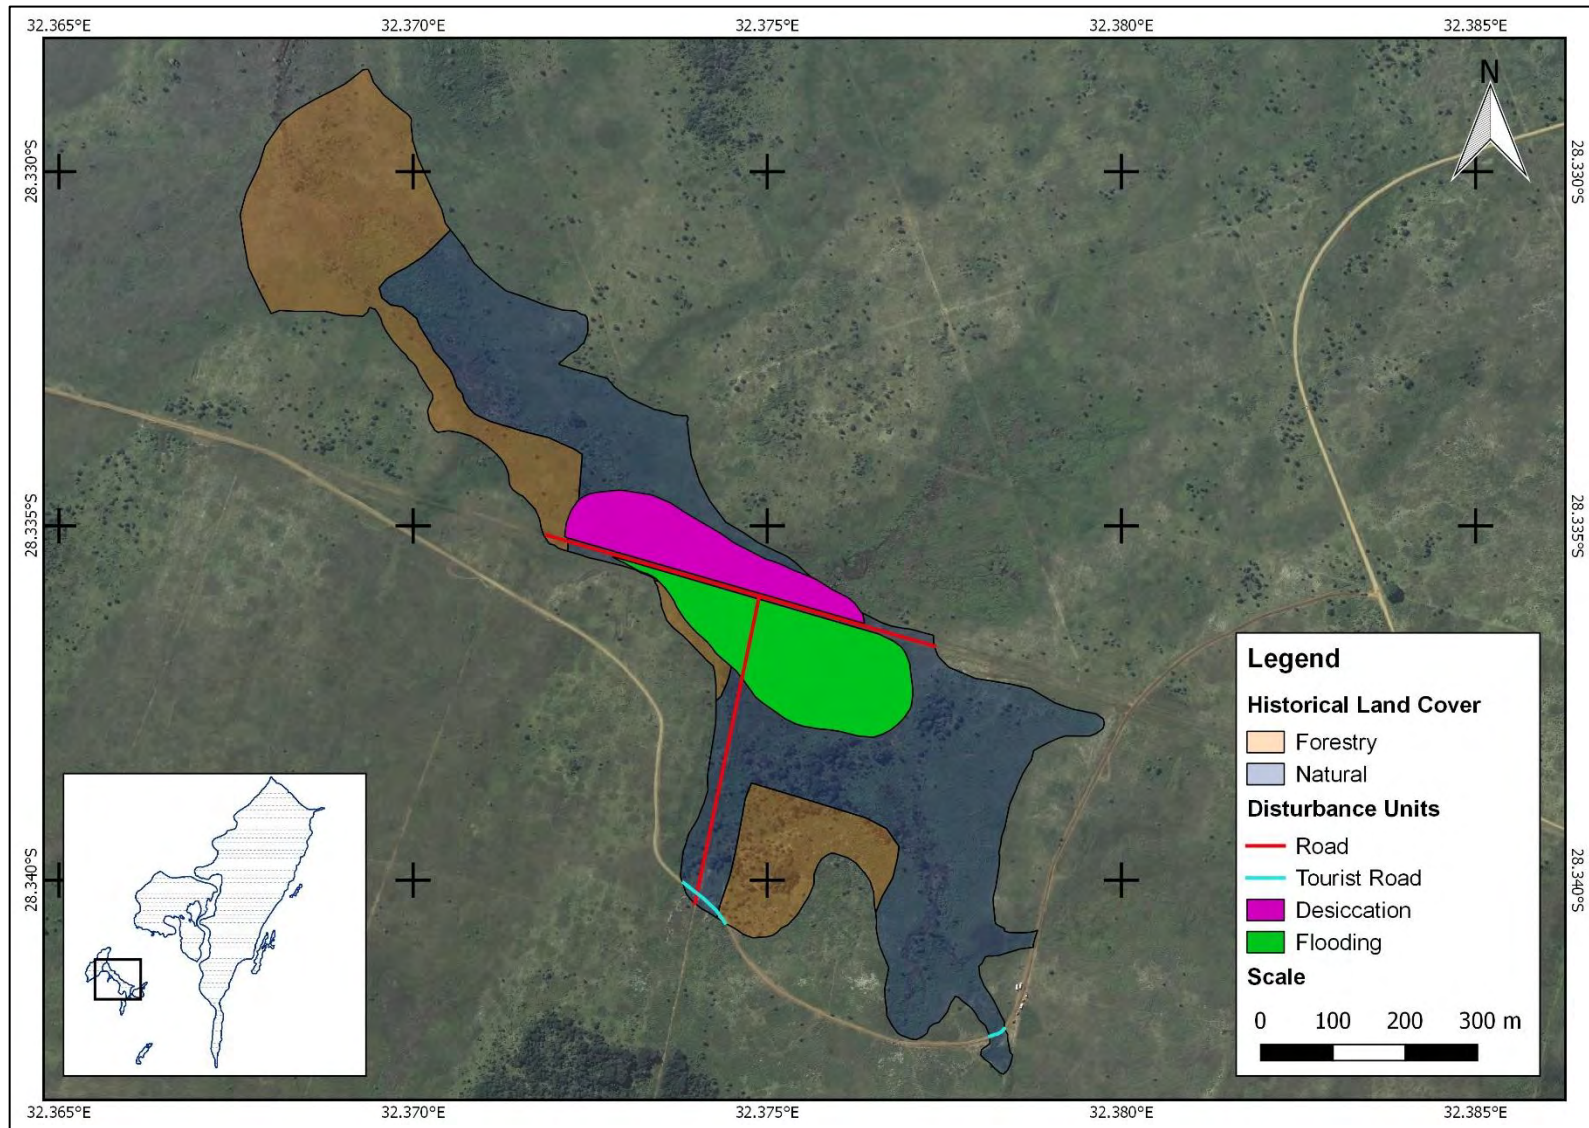 32.365°E 32.370°E 32.375°E 32.380°E 32.385°E
N
28.330°S 28.330°S
28.335°S 28.335°S
28.340°S 28.340°S
Legend
Historical Land Cover
Forestry
Natural
Disturbance Units
Road
Tourist Road
Desiccation
Flooding
Scale
0 100 200 300 m
32.365°E 32.370°E 32.375°E 32.380°E 32.385°E